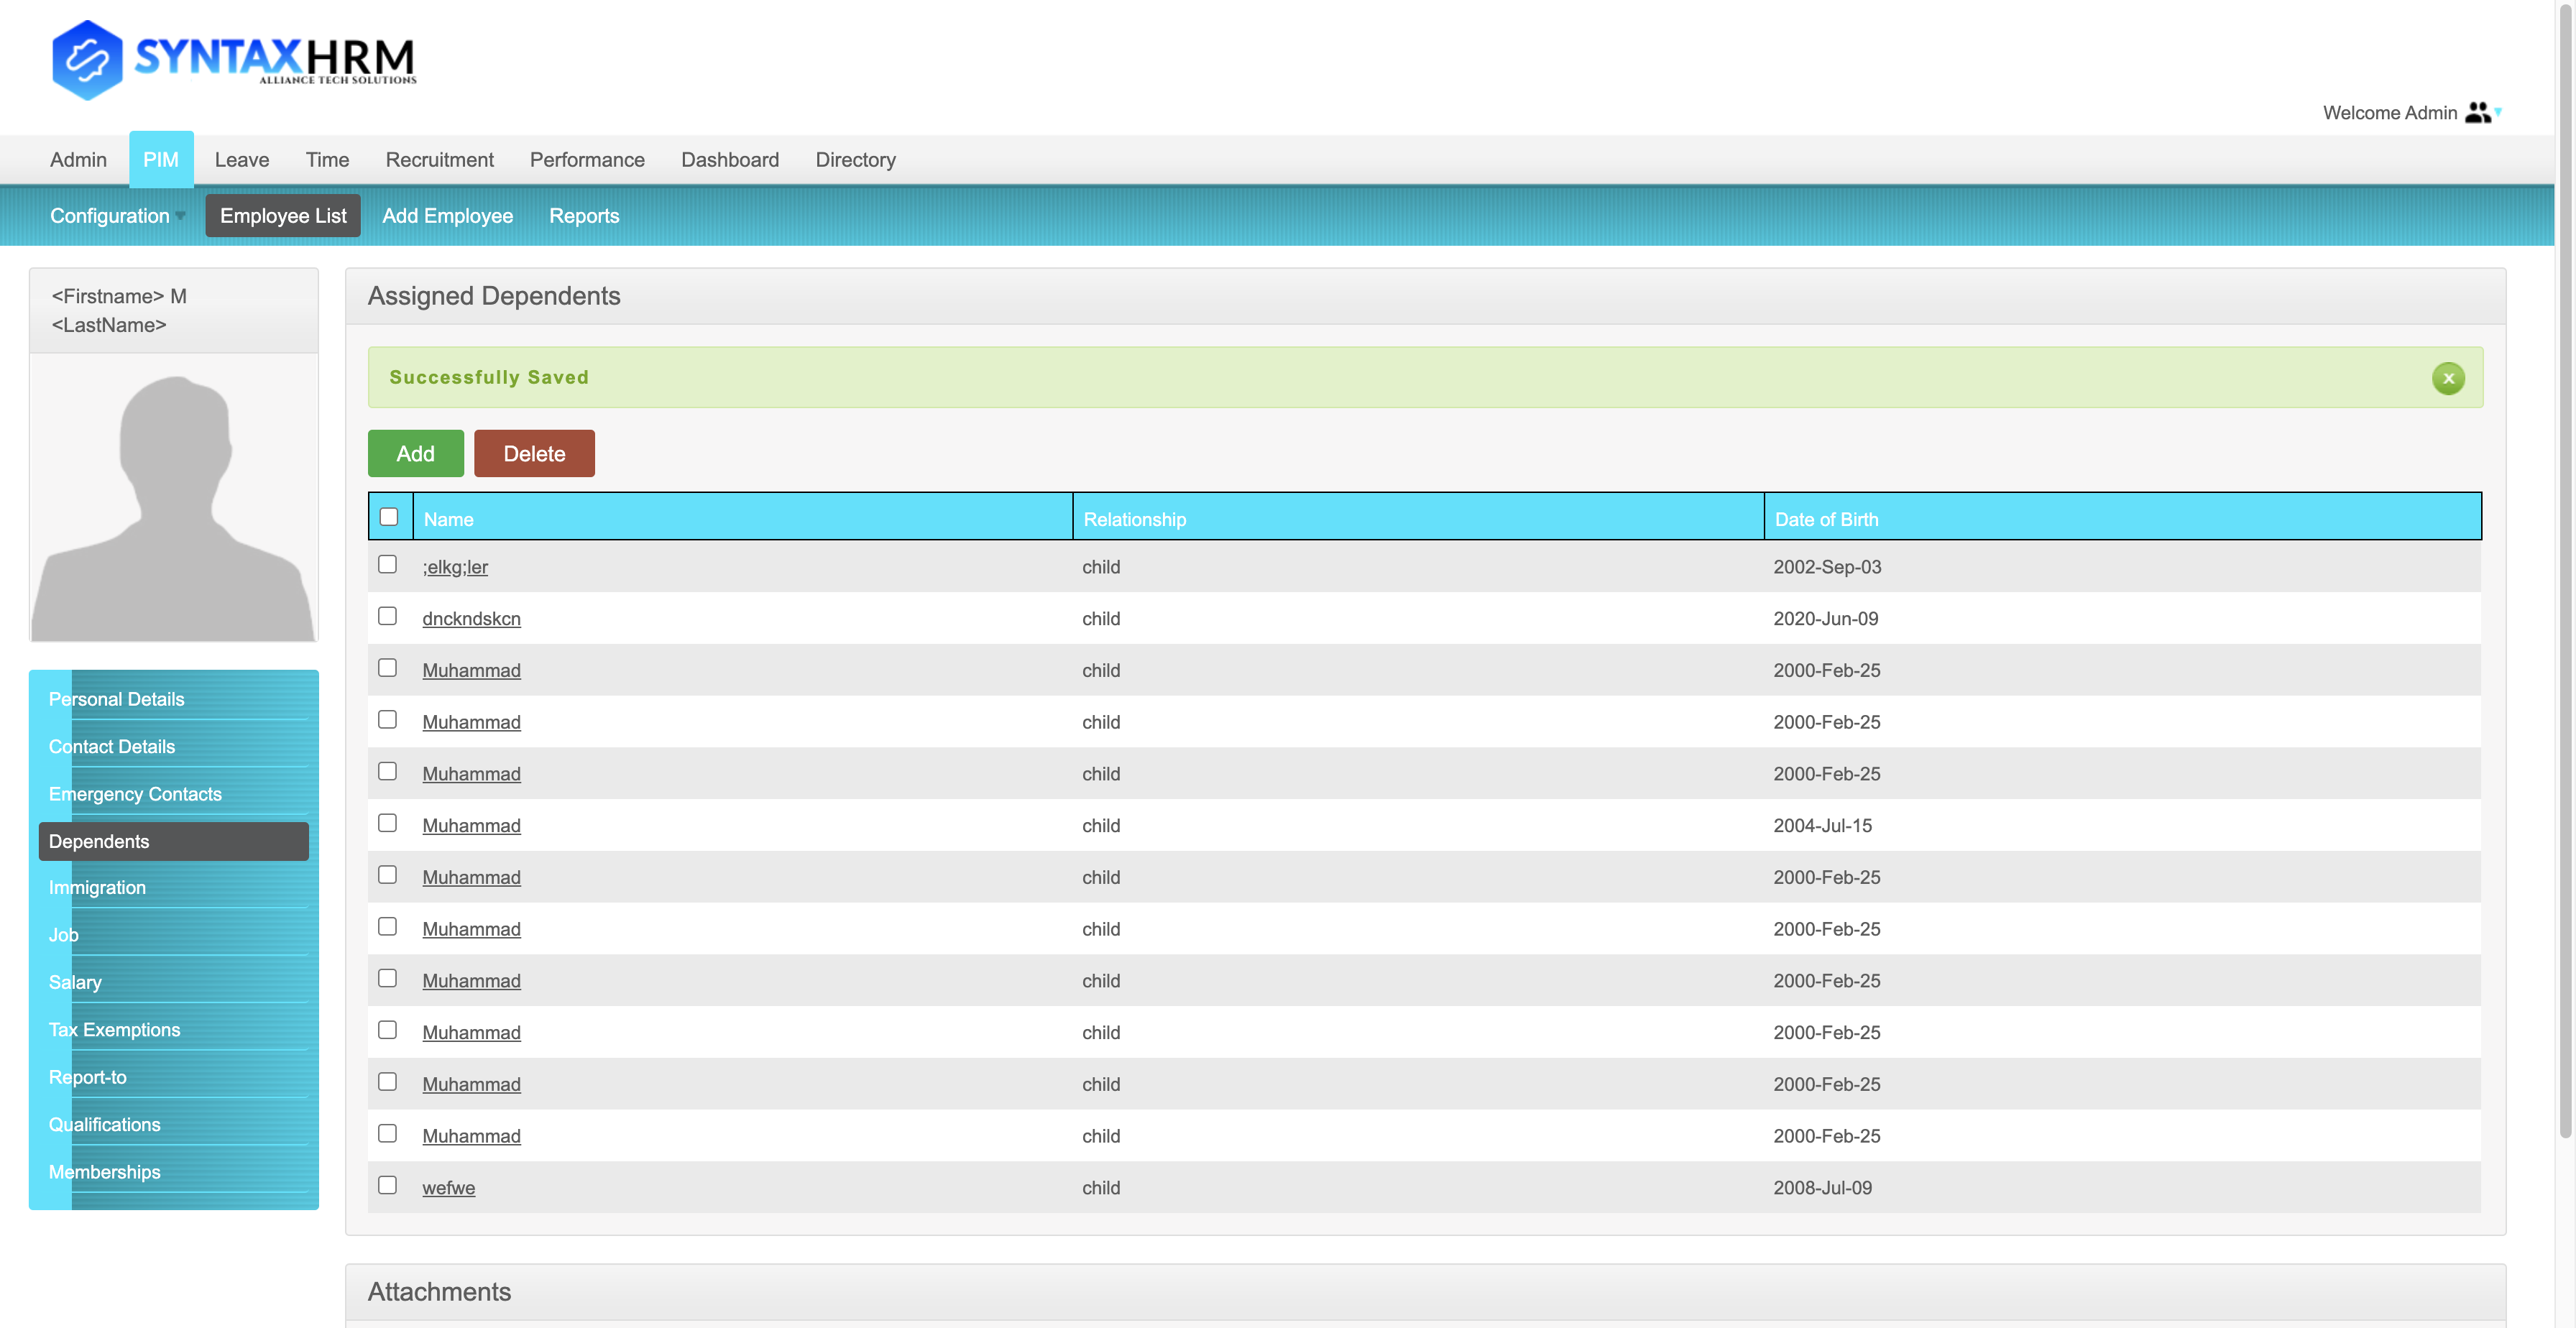 SYNTAXHRM
ALLIANCE TECH SOLUTIONS
Welcome Admin
Admin PIM Leave Time Recruitment Performance Dashboard Directory
Configuration Employee List Add Employee Reports
<Firstname> M
<LastName>
Personal Details
Contact Details
Emergency Contacts
Dependents
Immigration
Job
Salary
Tax Exemptions
Report-to
Qualifications
Memberships
Assigned Dependents
Successfully Saved x
Add Delete
Name Relationship Date of Birth
;elkg;ler child 2002-Sep-03
dnckndskcn child 2020-Jun-09
Muhammad child 2000-Feb-25
Muhammad child 2000-Feb-25
Muhammad child 2000-Feb-25
Muhammad child 2004-Jul-15
Muhammad child 2000-Feb-25
Muhammad child 2000-Feb-25
Muhammad child 2000-Feb-25
Muhammad child 2000-Feb-25
Muhammad child 2000-Feb-25
Muhammad child 2000-Feb-25
wefwe child 2008-Jul-09
Attachments